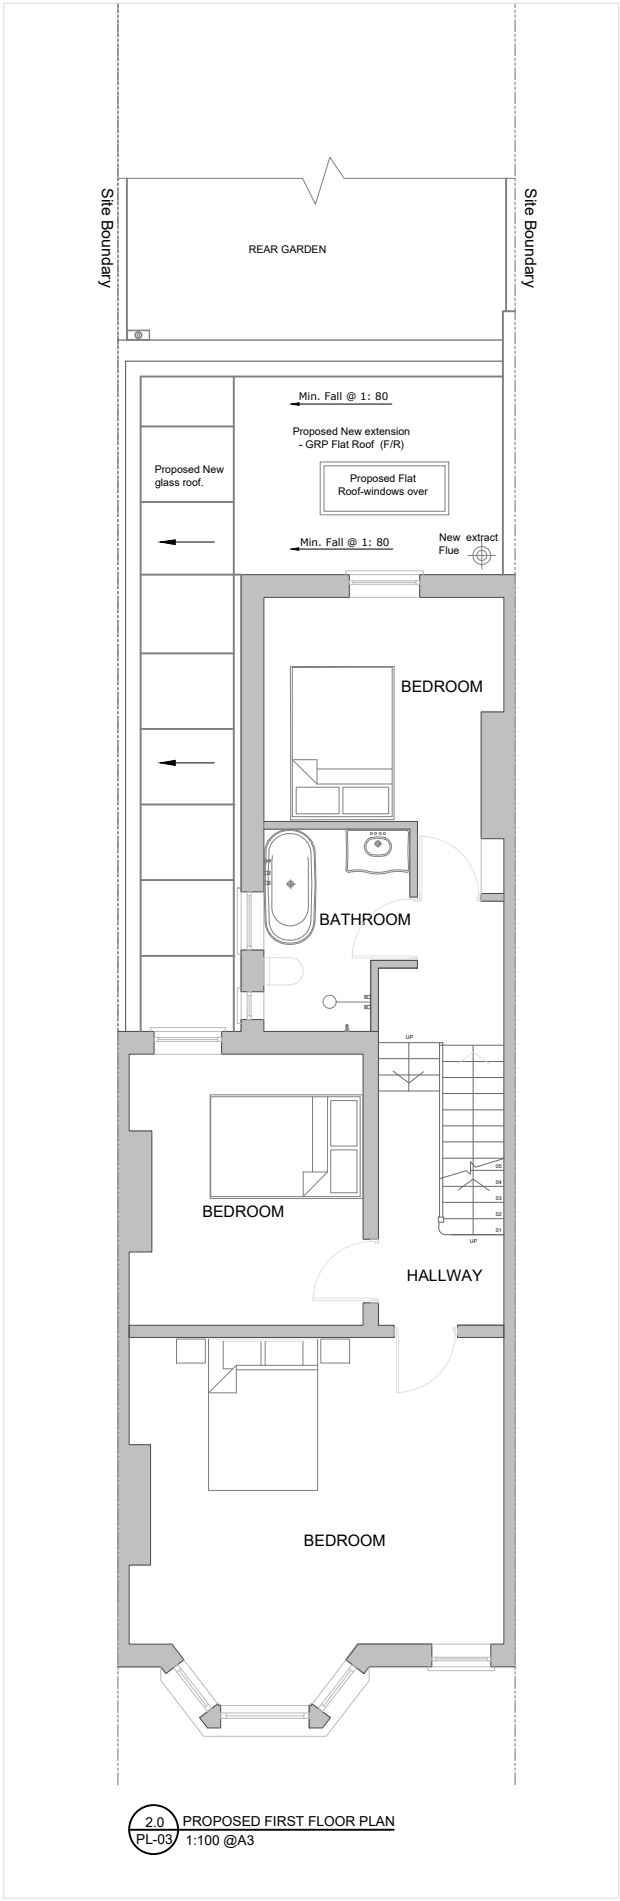 Site Boundary
Site Boundary
REAR GARDEN
Min. Fall @ 1: 80
Proposed New extension
- GRP Flat Roof (F/R)
Proposed New
glass roof.
Proposed Flat
Roof-windows over
Min. Fall @ 1: 80
New extract
Flue
BEDROOM
BATHROOM
UP
05
04
03
02
01
UP
BEDROOM
HALLWAY
BEDROOM
2.0
PL-03
PROPOSED FIRST FLOOR PLAN
1:100 @A3